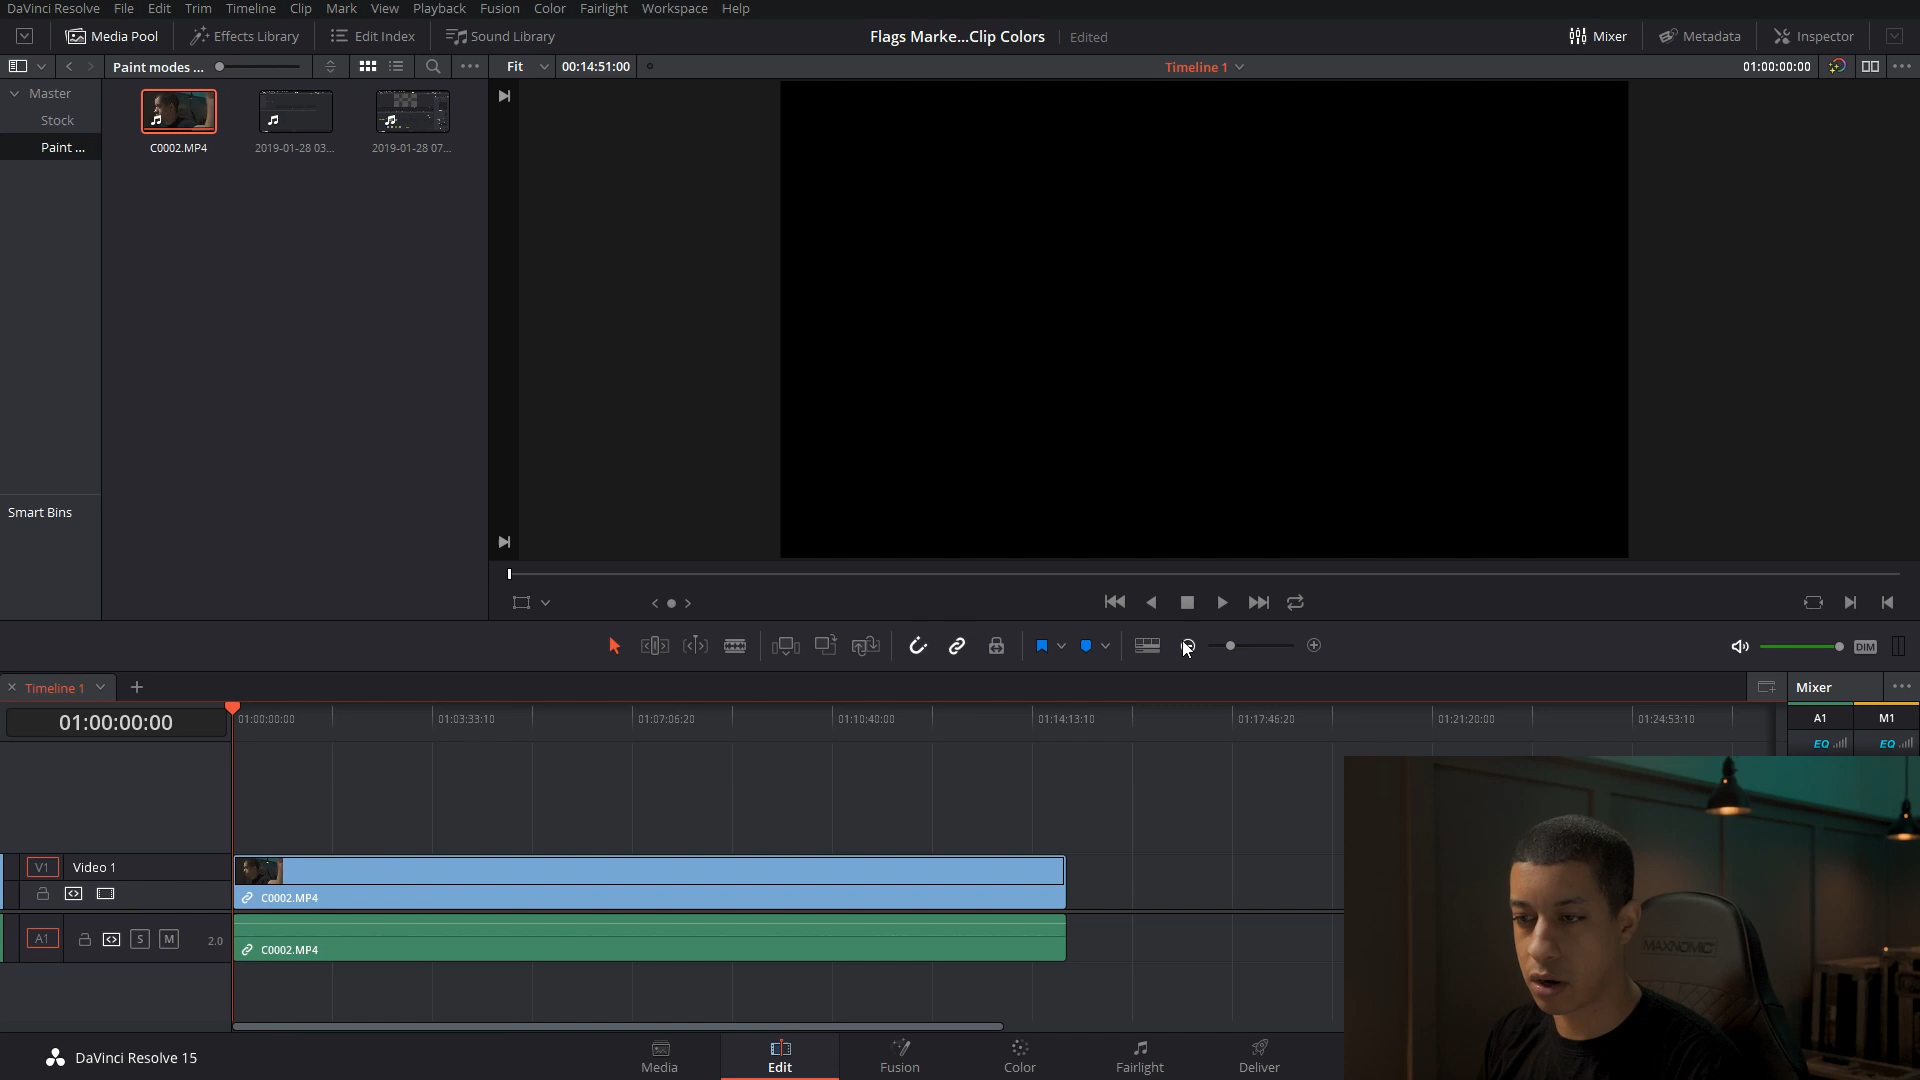 DaVinci Resolve File Edit Trim Timeline Clip Mark View Playback Fusion Color Fairlight Workspace Help
Media Pool Effects Library Edit Index Sound Library Flags Marke...Clip Colors Edited Mixer Metadata Inspector
Paint modes ... Fit 00:14:51:00 Timeline 1 01:00:00:00
Master
Stock
Paint ...
C0002.MP4 2019-01-28 03... 2019-01-28 07...
Smart Bins
DIM
Timeline 1 Mixer
01:00:00:00
01:00:00:00 01:03:33:10 01:07:06:20 01:10:40:00 01:14:13:10 01:17:46:20 01:21:20:00 01:24:53:10
A1 M1
EQ EQ
V1 Video 1
C0002.MP4
A1 S M 2.0
C0002.MP4
MAXNOMIC
DaVinci Resolve 15
Media Edit Fusion Color Fairlight Deliver